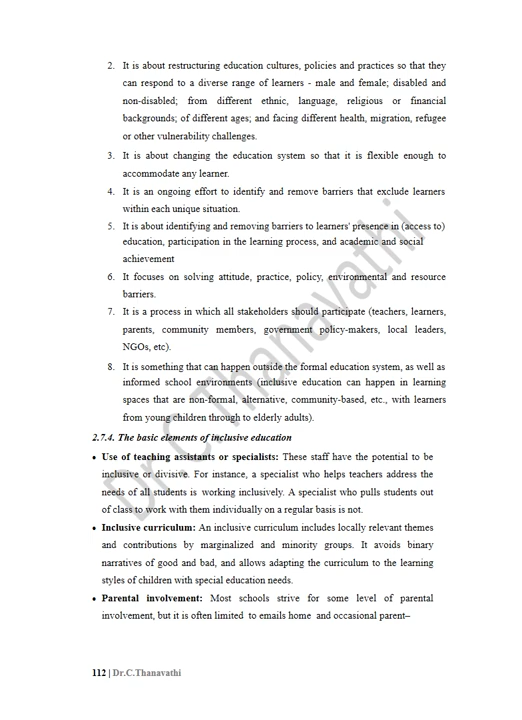 2. It is about restructuring education cultures, policies and practices so that they
can respond to a diverse range of learners - male and female; disabled and
non-disabled; from different ethnic, language, religious or financial
backgrounds; of different ages; and facing different health, migration, refugee
or other vulnerability challenges.
3. It is about changing the education system so that it is flexible enough to
accommodate any learner.
4. It is an ongoing effort to identify and remove barriers that exclude learners
within each unique situation.
5. It is about identifying and removing barriers to learners' presence in (access to)
education, participation in the learning process, and academic and social
achievement
6. It focuses on solving attitude, practice, policy, environmental and resource
barriers.
7. It is a process in which all stakeholders should participate (teachers, learners,
parents, community members, government policy-makers, local leaders,
NGOs, etc).
8. It is something that can happen outside the formal education system, as well as
informed school environments (inclusive education can happen in learning
spaces that are non-formal, alternative, community-based, etc., with learners
from young children through to elderly adults).
2.7.4. The basic elements of inclusive education
• Use of teaching assistants or specialists: These staff have the potential to be
inclusive or divisive. For instance, a specialist who helps teachers address the
needs of all students is working inclusively. A specialist who pulls students out
of class to work with them individually on a regular basis is not.
• Inclusive curriculum: An inclusive curriculum includes locally relevant themes
and contributions by marginalized and minority groups. It avoids binary
narratives of good and bad, and allows adapting the curriculum to the learning
styles of children with special education needs.
• Parental involvement: Most schools strive for some level of parental
involvement, but it is often limited to emails home and occasional parent–
112 | Dr.C.Thanavathi
Dr.C.Thanavathi